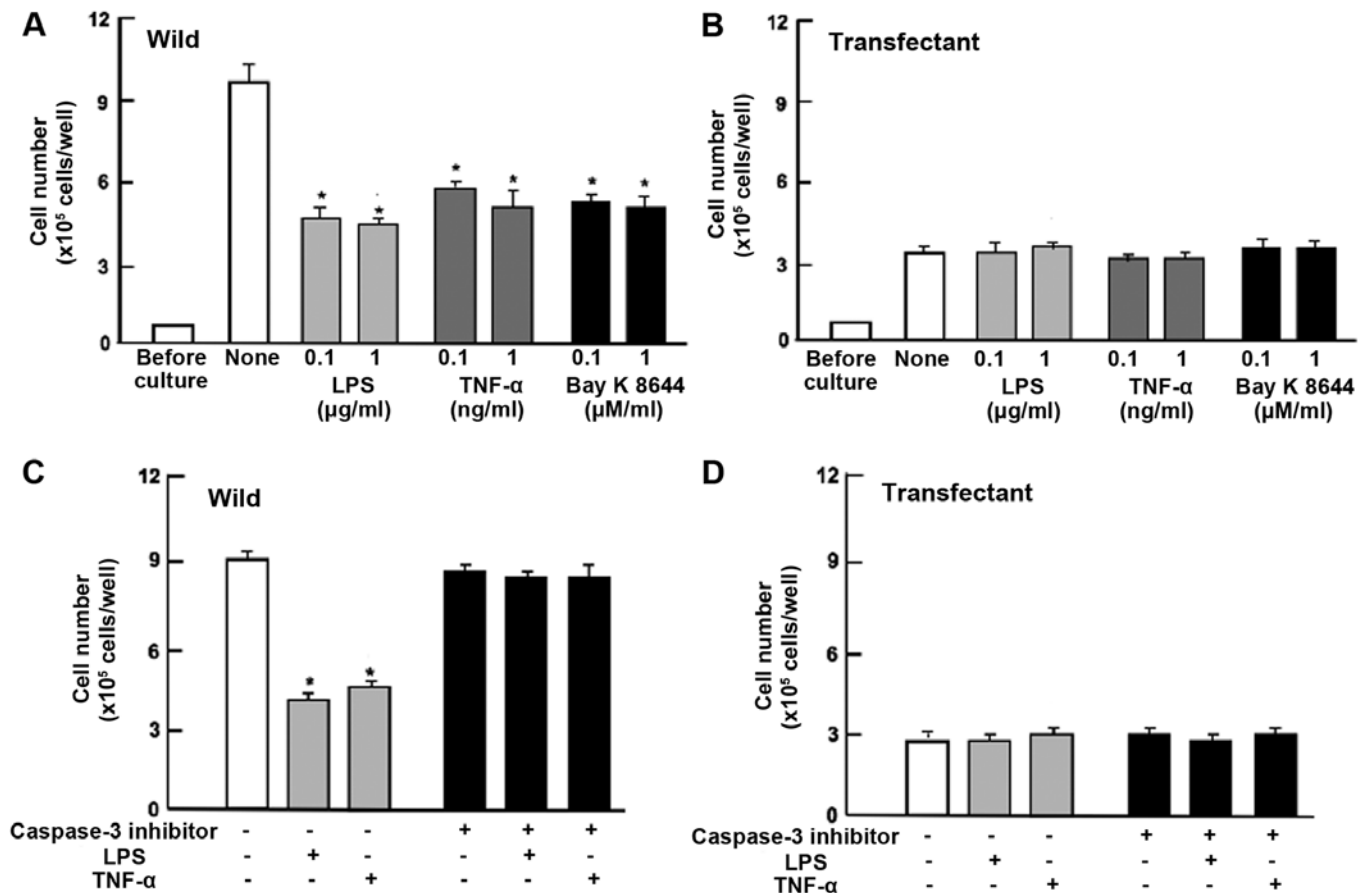 A
Wild
12
9
6
3
0
Cell number
(x10⁵ cells/well)
* * * * * *
Before culture
None
0.1 1 0.1 1 0.1 1
LPS TNF-α Bay K 8644
(µg/ml) (ng/ml) (µM/ml)
B
Transfectant
12
9
6
3
0
Cell number
(x10⁵ cells/well)
Before culture
None
0.1 1 0.1 1 0.1 1
LPS TNF-α Bay K 8644
(µg/ml) (ng/ml) (µM/ml)
C
Wild
12
9
6
3
0
Cell number
(x10⁵ cells/well)
* *
Caspase-3 inhibitor - - - + + +
LPS - + - - + -
TNF-α - - + - - +
D
Transfectant
12
9
6
3
0
Cell number
(x10⁵ cells/well)
Caspase-3 inhibitor - - - + + +
LPS - + - - + -
TNF-α - - + - - +